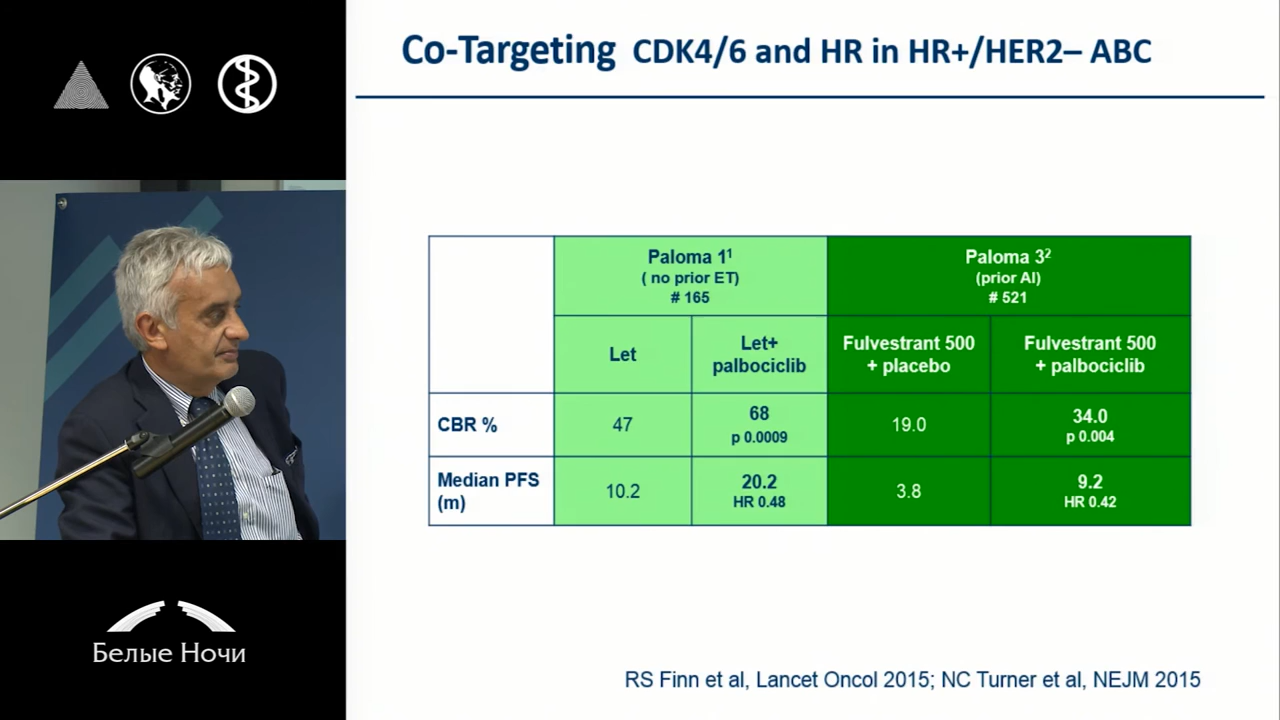 Co-Targeting CDK4/6 and HR in HR+/HER2– ABC
Paloma 1¹
( no prior ET)
# 165
Paloma 3²
(prior AI)
# 521
Let
Let+
palbociclib
Fulvestrant 500
+ placebo
Fulvestrant 500
+ palbociclib
CBR %
47
68
p 0.0009
19.0
34.0
p 0.004
Median PFS
(m)
10.2
20.2
HR 0.48
3.8
9.2
HR 0.42
RS Finn et al, Lancet Oncol 2015; NC Turner et al, NEJM 2015
Белые Ночи